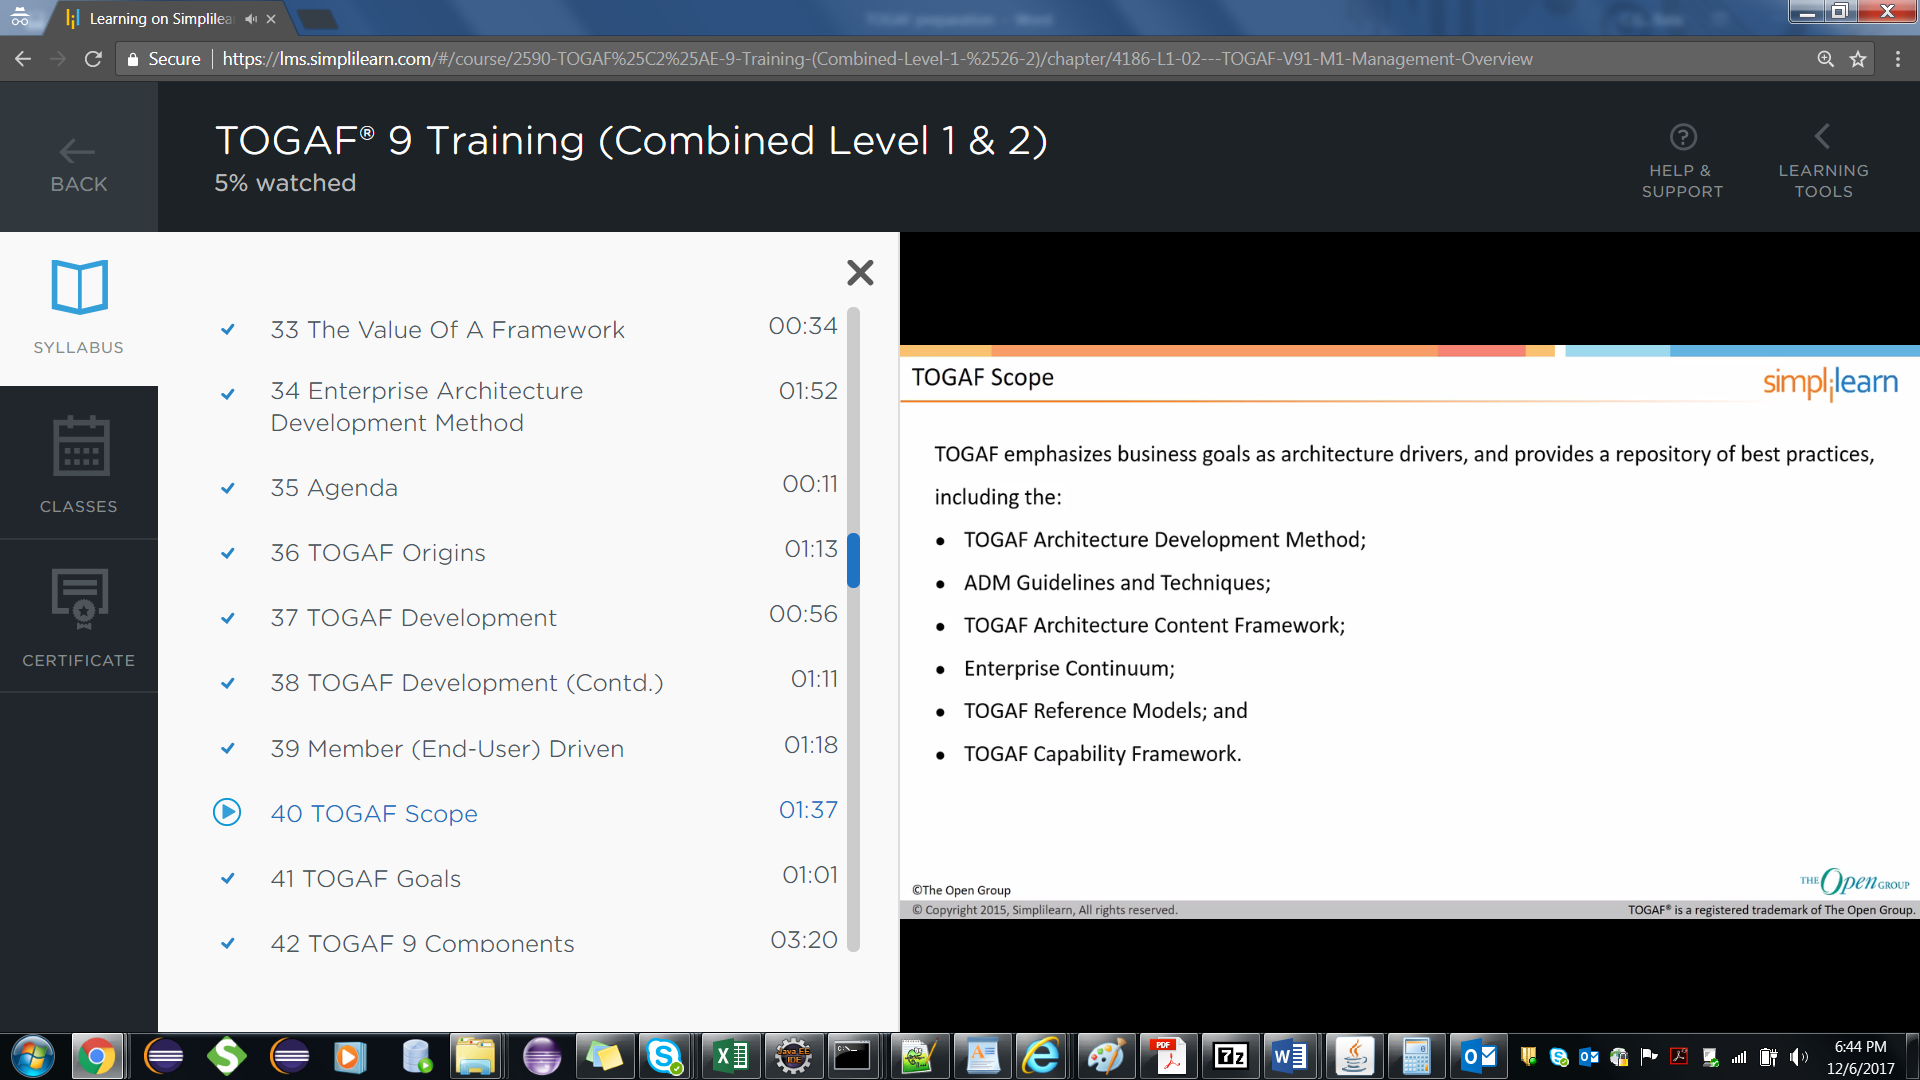 Learning on Simplilea
Secure
https://lms.simplilearn.com/#/course/2590-TOGAF%25C2%25AE-9-Training-(Combined-Level-1-%2526-2)/chapter/4186-L1-02---TOGAF-V91-M1-Management-Overview
BACK
TOGAF® 9 Training (Combined Level 1 & 2)
5% watched
HELP &
SUPPORT
LEARNING
TOOLS
SYLLABUS
CLASSES
CERTIFICATE
33 The Value Of A Framework 00:34
34 Enterprise Architecture 01:52
Development Method
35 Agenda 00:11
36 TOGAF Origins 01:13
37 TOGAF Development 00:56
38 TOGAF Development (Contd.) 01:11
39 Member (End-User) Driven 01:18
40 TOGAF Scope 01:37
41 TOGAF Goals 01:01
42 TOGAF 9 Components 03:20
TOGAF Scope
simplilearn
TOGAF emphasizes business goals as architecture drivers, and provides a repository of best practices,
including the:
• TOGAF Architecture Development Method;
• ADM Guidelines and Techniques;
• TOGAF Architecture Content Framework;
• Enterprise Continuum;
• TOGAF Reference Models; and
• TOGAF Capability Framework.
©The Open Group
THE Open GROUP
© Copyright 2015, Simplilearn, All rights reserved.
TOGAF® is a registered trademark of The Open Group.
6:44 PM
12/6/2017